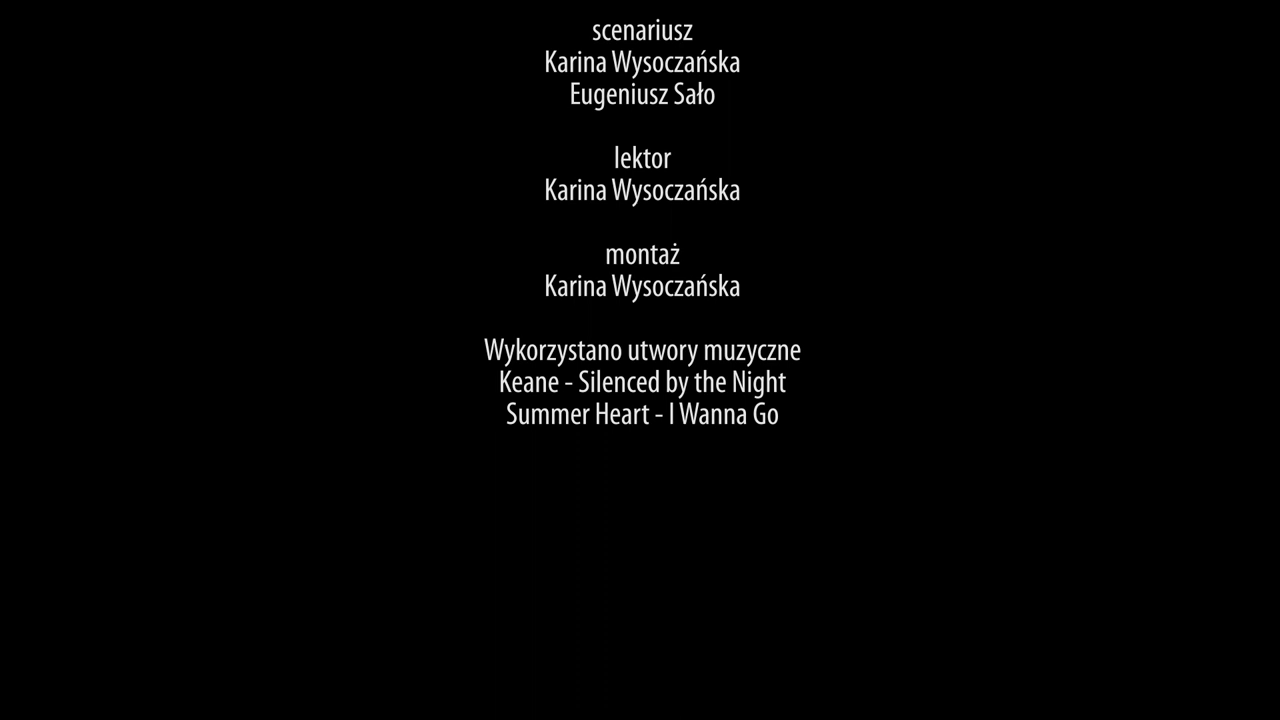 scenariusz
Karina Wysoczańska
Eugeniusz Sało
lektor
Karina Wysoczańska
montaż
Karina Wysoczańska
Wykorzystano utwory muzyczne
Keane - Silenced by the Night
Summer Heart - I Wanna Go